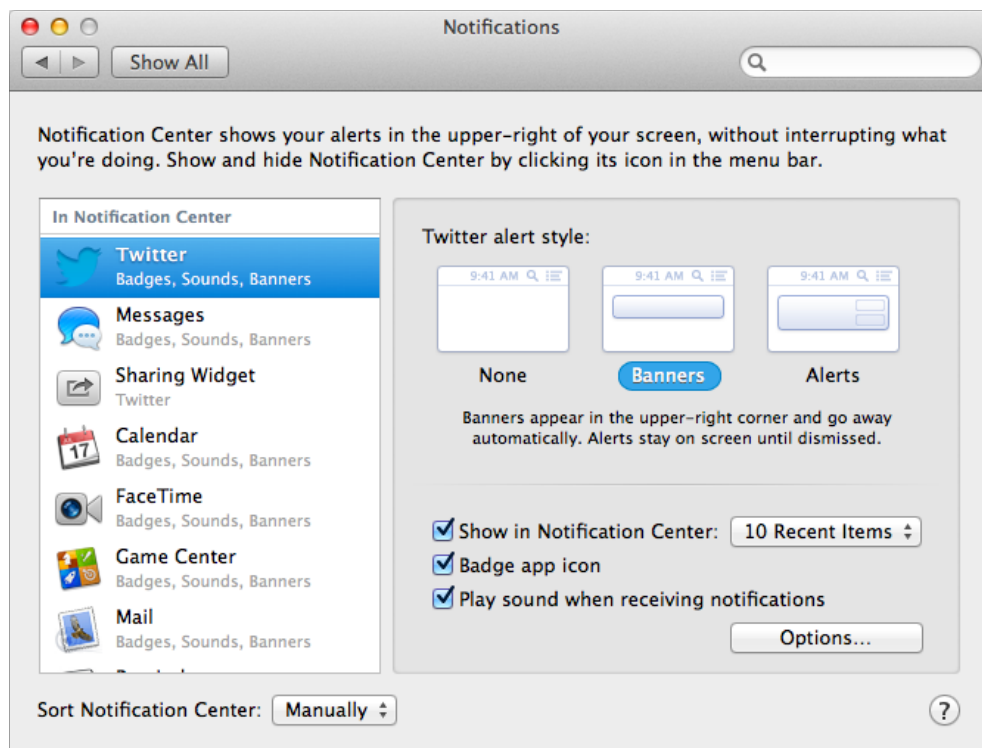 Notifications
Show All
Notification Center shows your alerts in the upper-right of your screen, without interrupting what
you're doing. Show and hide Notification Center by clicking its icon in the menu bar.
In Notification Center
Twitter
Badges, Sounds, Banners
Messages
Badges, Sounds, Banners
Sharing Widget
Twitter
Calendar
17
Badges, Sounds, Banners
FaceTime
Badges, Sounds, Banners
Game Center
Badges, Sounds, Banners
Mail
Badges, Sounds, Banners
Twitter alert style:
9:41 AM
9:41 AM
9:41 AM
None
Banners
Alerts
Banners appear in the upper-right corner and go away
automatically. Alerts stay on screen until dismissed.
Show in Notification Center: 10 Recent Items
Badge app icon
Play sound when receiving notifications
Options...
Sort Notification Center: Manually
?